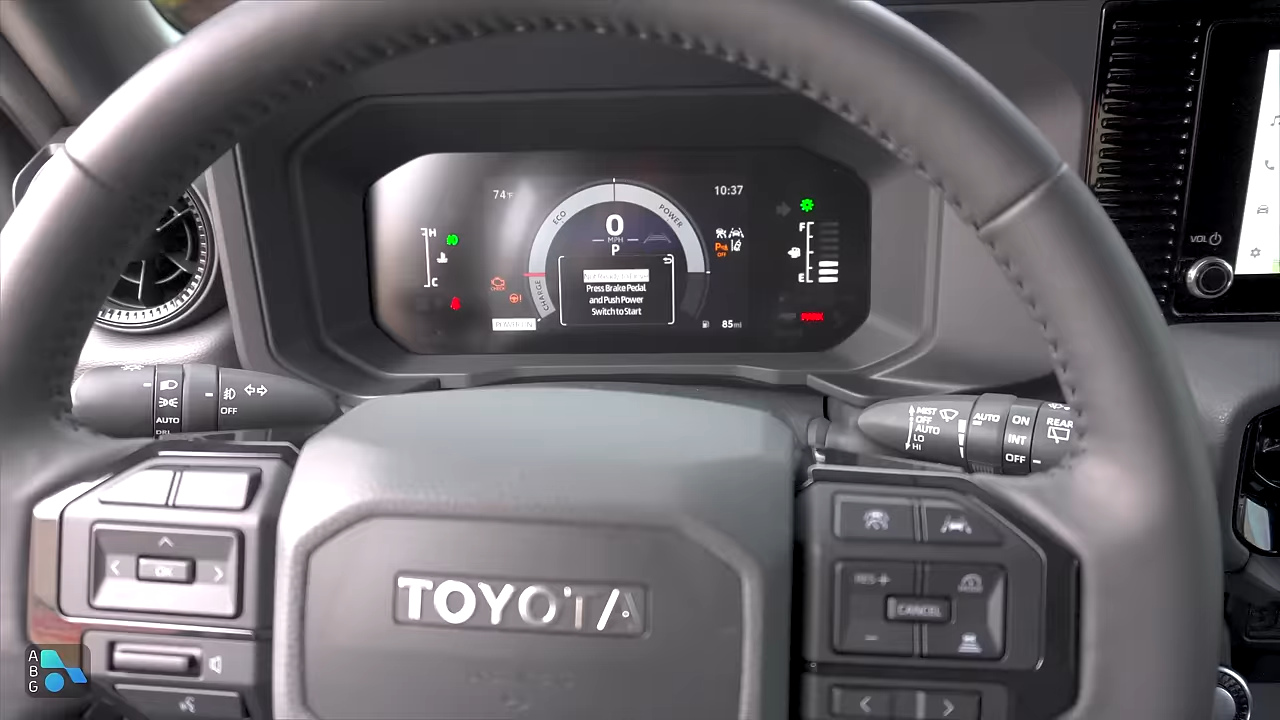 74°F
10:37
ECO
POWER
0
MPH
P
H
C
F
E
P
OFF
CHECK
CHARGE
Press Brake Pedal
and Push Power
Switch to Start
85mi
VOL
OFF
AUTO
MIST
OFF
AUTO
LO
HI
AUTO
ON
INT
OFF
REAR
OK
RES +
CANCEL
TOYOTA
A
B
G